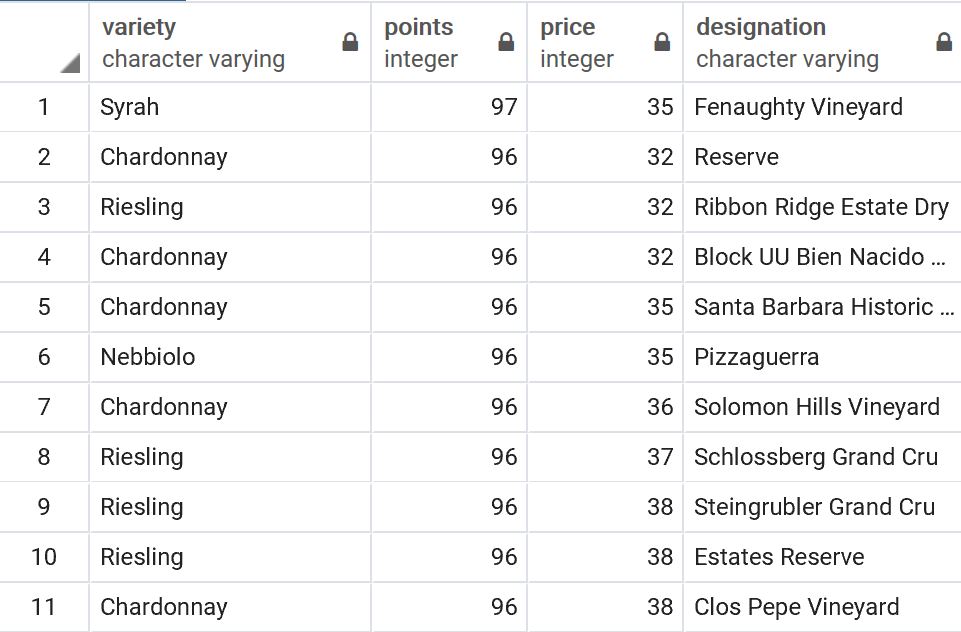 variety points price designation
character varying integer integer character varying
1 Syrah 97 35 Fenaughty Vineyard
2 Chardonnay 96 32 Reserve
3 Riesling 96 32 Ribbon Ridge Estate Dry
4 Chardonnay 96 32 Block UU Bien Nacido ...
5 Chardonnay 96 35 Santa Barbara Historic ...
6 Nebbiolo 96 35 Pizzaguerra
7 Chardonnay 96 36 Solomon Hills Vineyard
8 Riesling 96 37 Schlossberg Grand Cru
9 Riesling 96 38 Steingrubler Grand Cru
10 Riesling 96 38 Estates Reserve
11 Chardonnay 96 38 Clos Pepe Vineyard